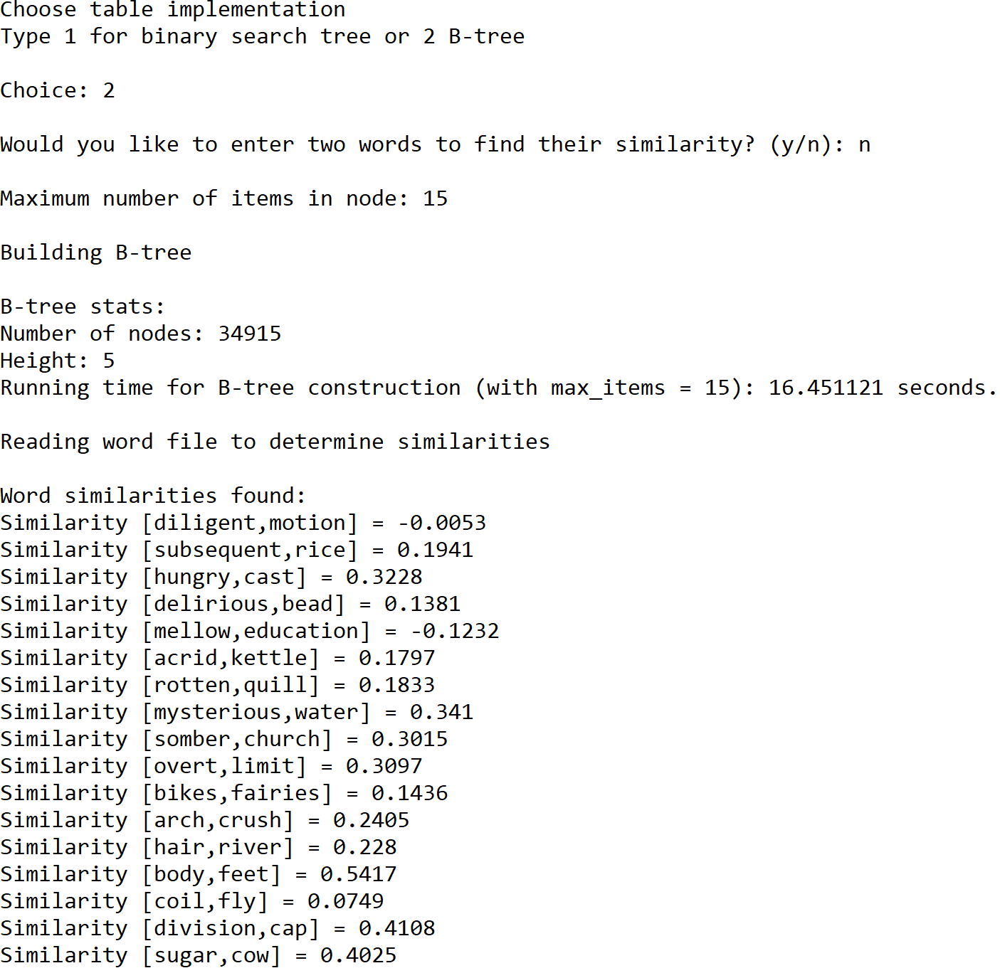 Choose table implementation
Type 1 for binary search tree or 2 B-tree
Choice: 2
Would you like to enter two words to find their similarity? (y/n): n
Maximum number of items in node: 15
Building B-tree
B-tree stats:
Number of nodes: 34915
Height: 5
Running time for B-tree construction (with max_items = 15): 16.451121 seconds.
Reading word file to determine similarities
Word similarities found:
Similarity [diligent,motion] = -0.0053
Similarity [subsequent,rice] = 0.1941
Similarity [hungry,cast] = 0.3228
Similarity [delirious,bead] = 0.1381
Similarity [mellow,education] = -0.1232
Similarity [acrid,kettle] = 0.1797
Similarity [rotten,quill] = 0.1833
Similarity [mysterious,water] = 0.341
Similarity [somber,church] = 0.3015
Similarity [overt,limit] = 0.3097
Similarity [bikes,fairies] = 0.1436
Similarity [arch,crush] = 0.2405
Similarity [hair,river] = 0.228
Similarity [body,feet] = 0.5417
Similarity [coil,fly] = 0.0749
Similarity [division,cap] = 0.4108
Similarity [sugar,cow] = 0.4025